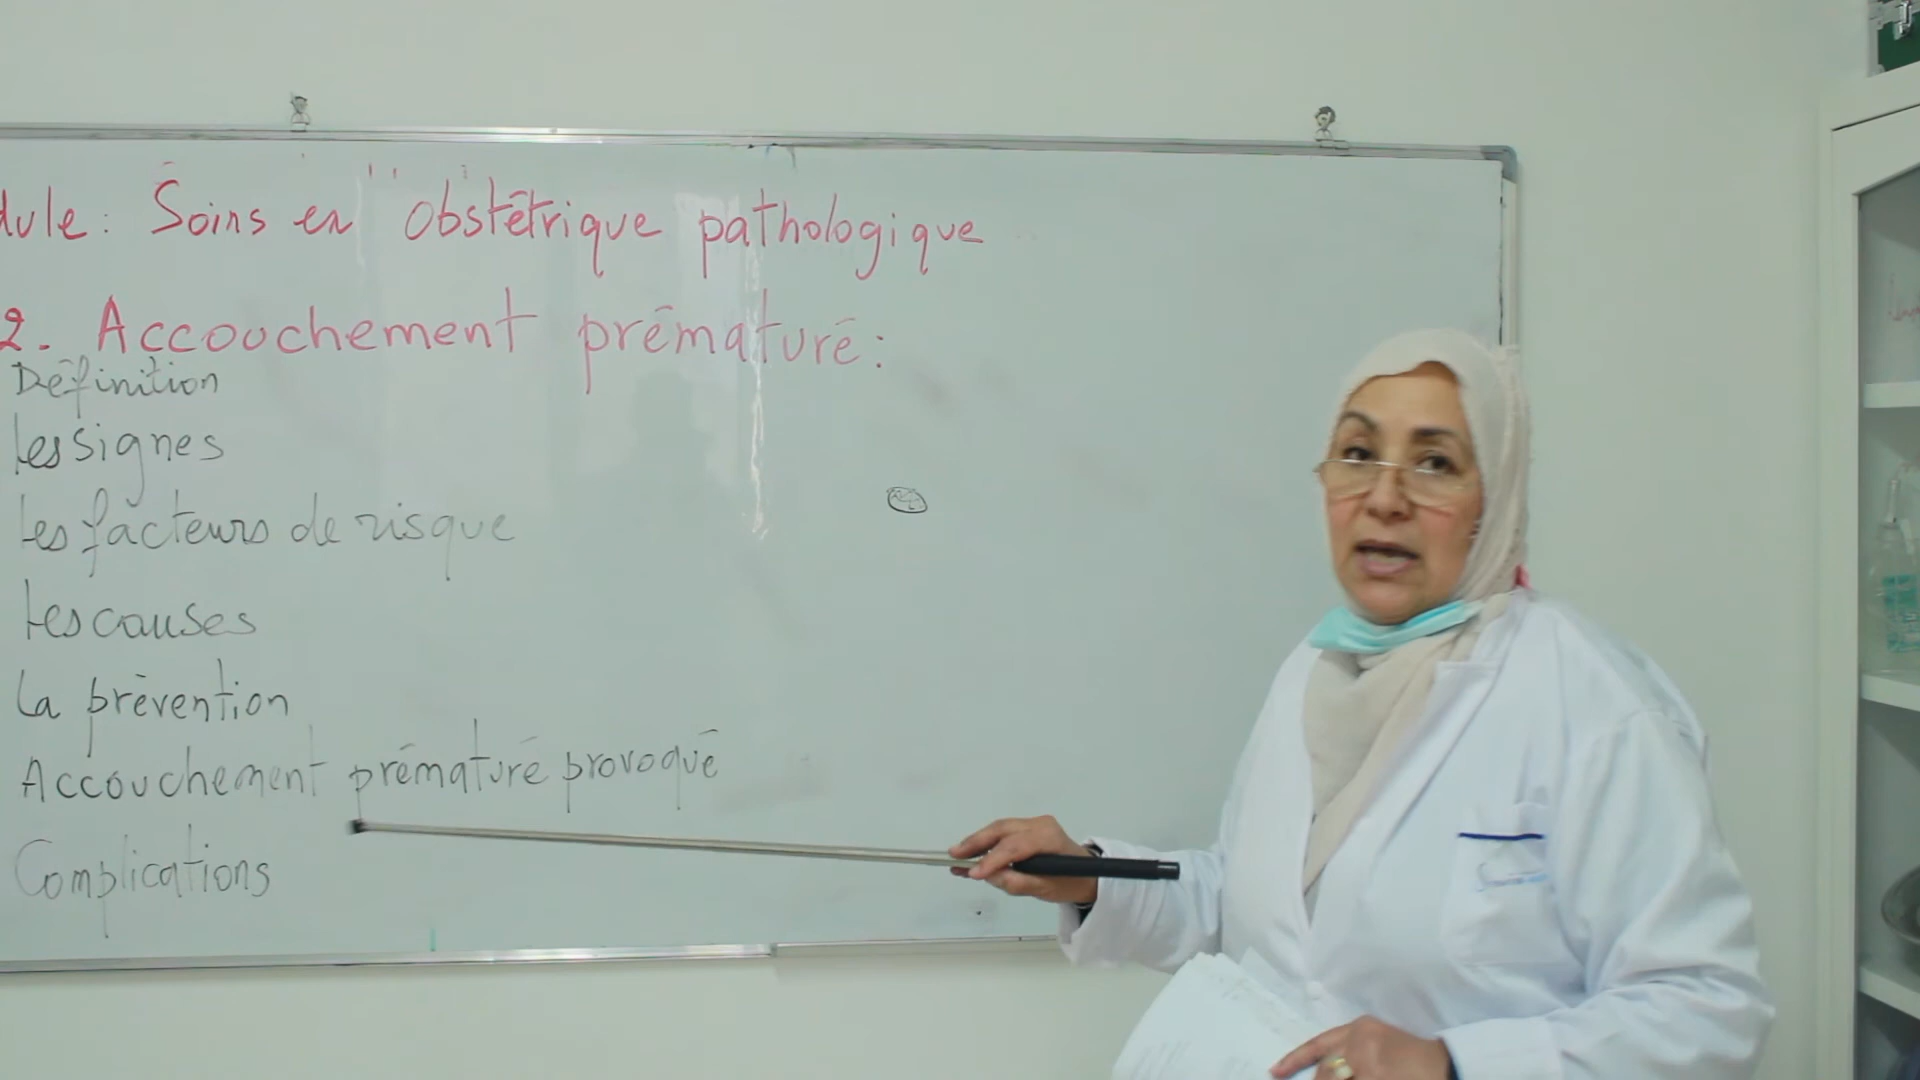 dule: Soins en obstétrique pathologique
2. Accouchement prématuré:
Définition
les signes
les facteurs de risque
les causes
La prévention
Accouchement prématuré provoqué
Complications